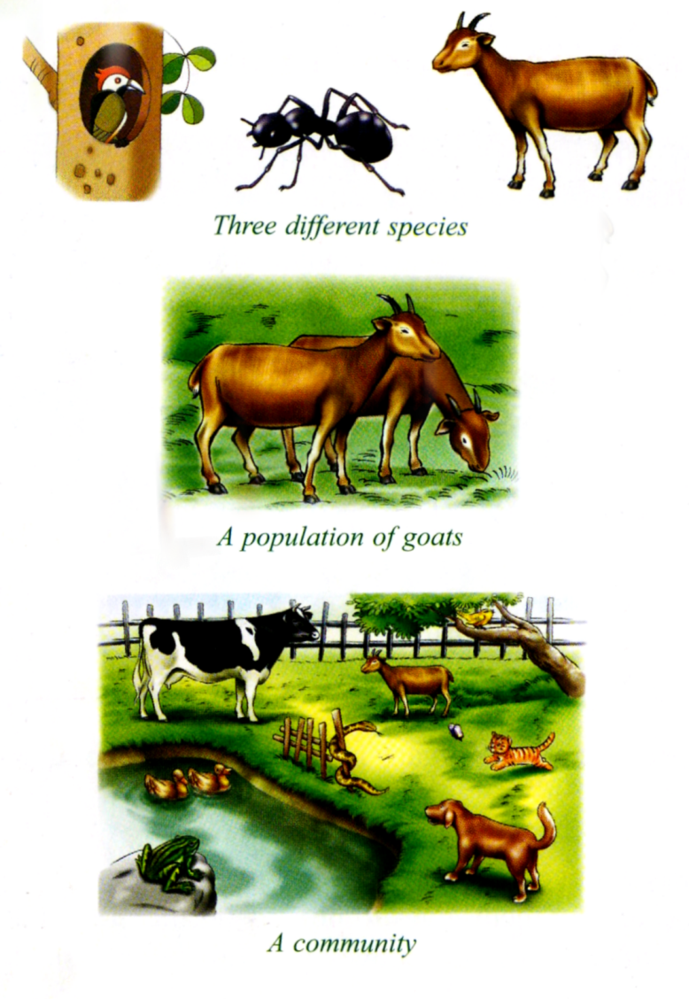 Three different species
A population of goats
A community